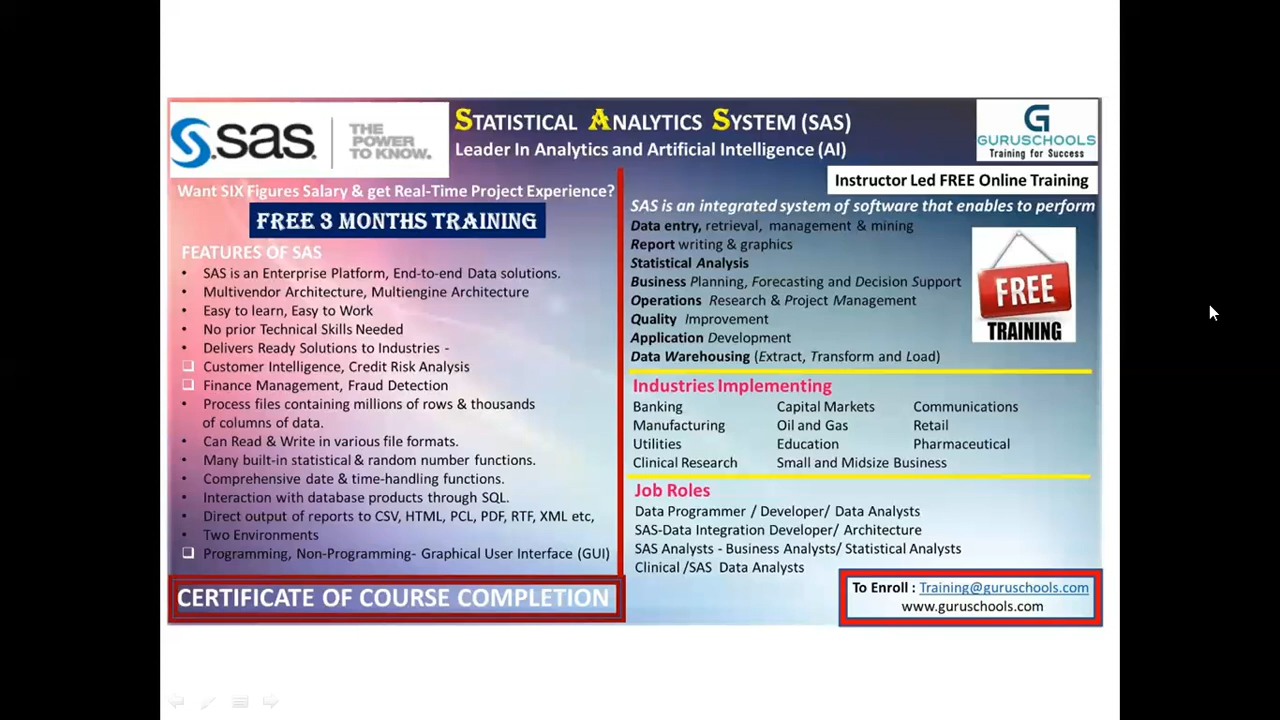 sas
THE
POWER
TO KNOW.
STATISTICAL ANALYTICS SYSTEM (SAS)
Leader In Analytics and Artificial Intelligence (AI)
G
GURUSCHOOLS
Training for Success
Want SIX Figures Salary & get Real-Time Project Experience?
FREE 3 MONTHS TRAINING
FEATURES OF SAS
• SAS is an Enterprise Platform, End-to-end Data solutions.
• Multivendor Architecture, Multiengine Architecture
• Easy to learn, Easy to Work
• No prior Technical Skills Needed
• Delivers Ready Solutions to Industries -
❑ Customer Intelligence, Credit Risk Analysis
❑ Finance Management, Fraud Detection
• Process files containing millions of rows & thousands
of columns of data.
• Can Read & Write in various file formats.
• Many built-in statistical & random number functions.
• Comprehensive date & time-handling functions.
• Interaction with database products through SQL.
• Direct output of reports to CSV, HTML, PCL, PDF, RTF, XML etc,
• Two Environments
❑ Programming, Non-Programming- Graphical User Interface (GUI)
CERTIFICATE OF COURSE COMPLETION
Instructor Led FREE Online Training
SAS is an integrated system of software that enables to perform
Data entry, retrieval, management & mining
Report writing & graphics
Statistical Analysis
Business Planning, Forecasting and Decision Support
Operations Research & Project Management
Quality Improvement
Application Development
Data Warehousing (Extract, Transform and Load)
FREE
TRAINING
Industries Implementing
Banking Capital Markets Communications
Manufacturing Oil and Gas Retail
Utilities Education Pharmaceutical
Clinical Research Small and Midsize Business
Job Roles
Data Programmer / Developer/ Data Analysts
SAS-Data Integration Developer/ Architecture
SAS Analysts - Business Analysts/ Statistical Analysts
Clinical /SAS Data Analysts
To Enroll : Training@guruschools.com
www.guruschools.com